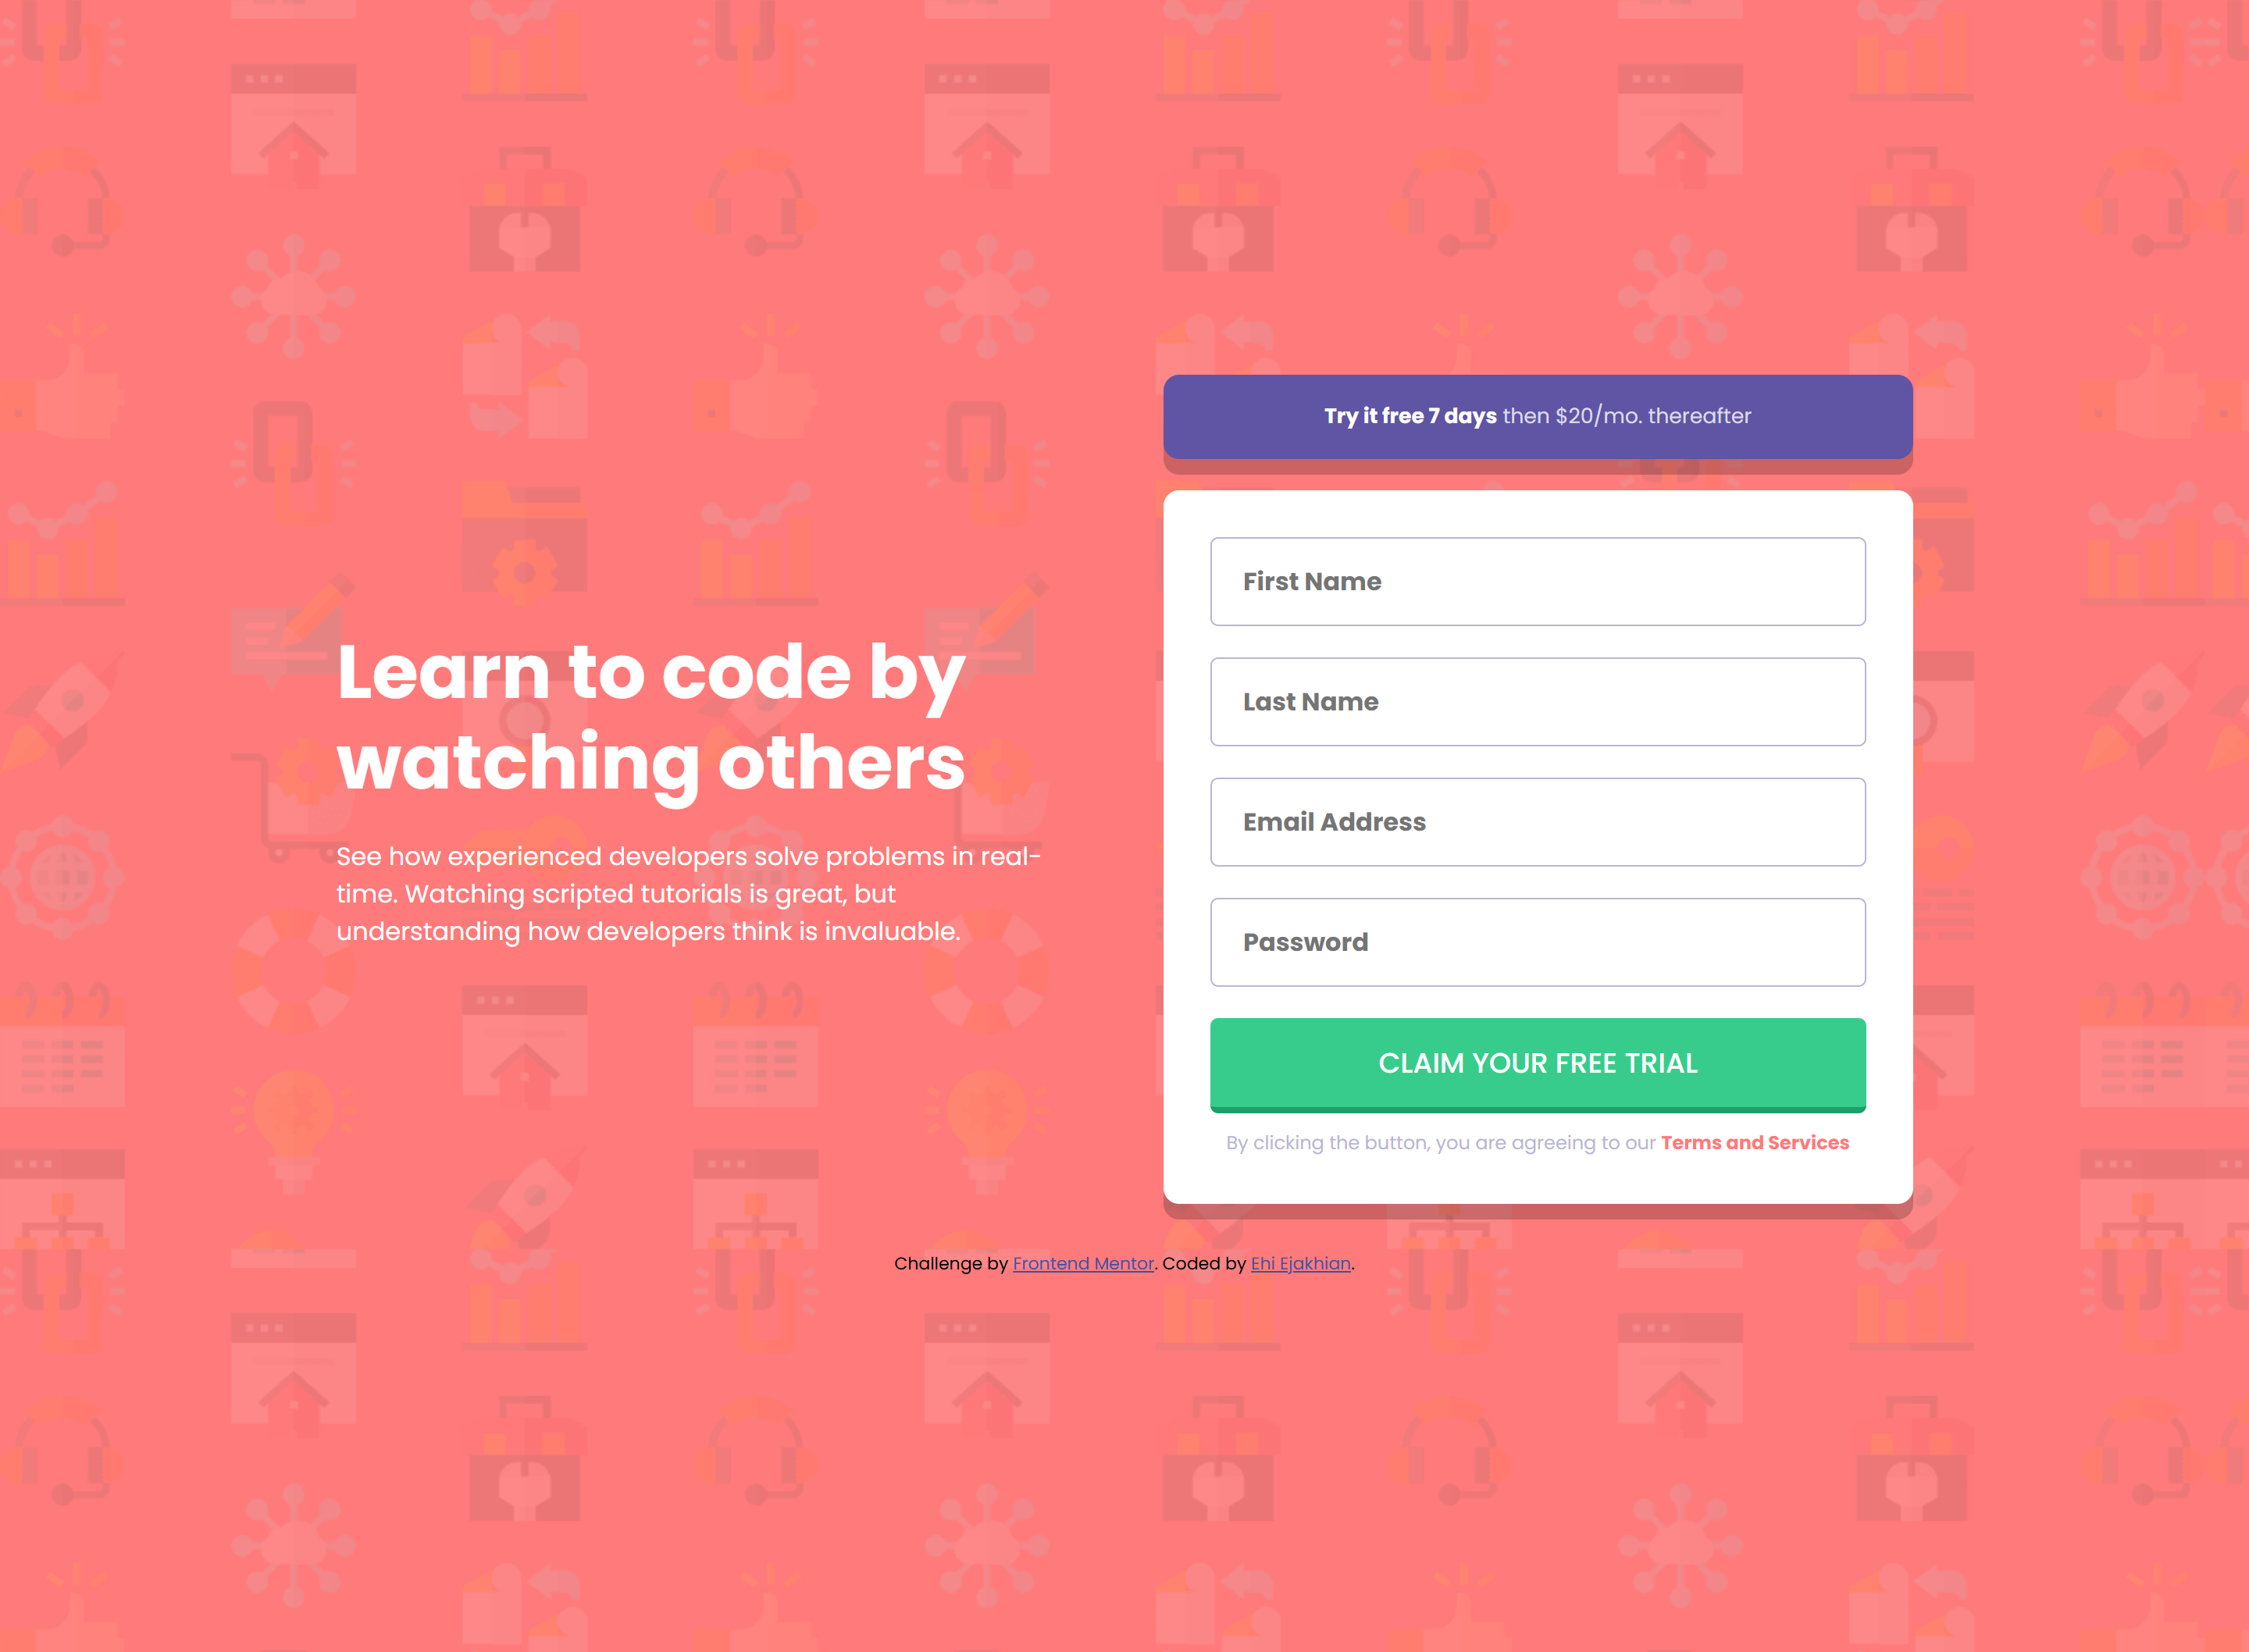 Learn to code by
watching others
See how experienced developers solve problems in real-
time. Watching scripted tutorials is great, but
understanding how developers think is invaluable.
Try it free 7 days then $20/mo. thereafter
First Name
Last Name
Email Address
Password
CLAIM YOUR FREE TRIAL
By clicking the button, you are agreeing to our Terms and Services
Challenge by Frontend Mentor. Coded by Ehi Ejakhian.